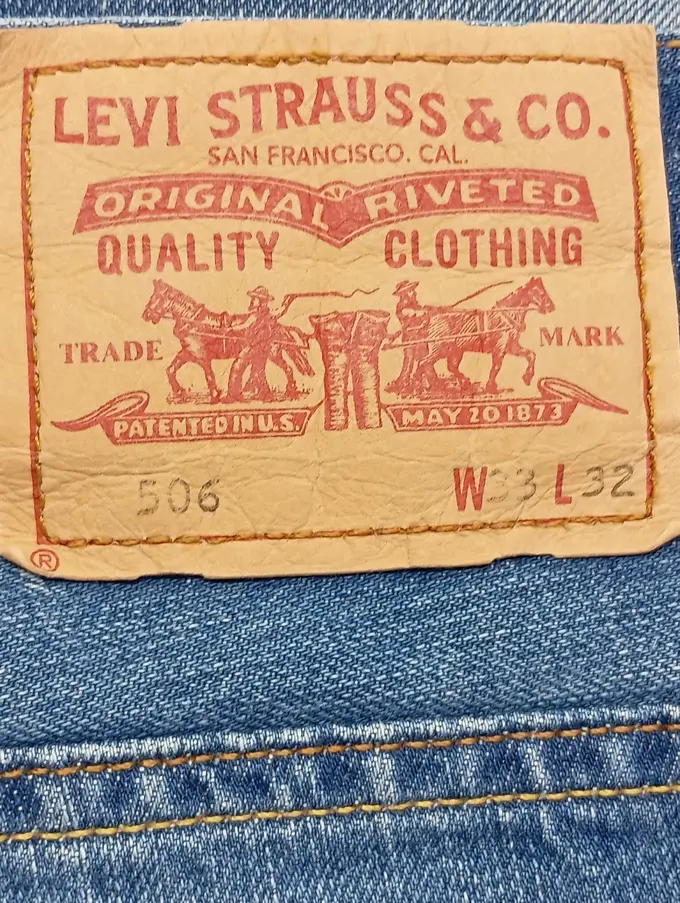 LEVI STRAUSS & CO.
SAN FRANCISCO. CAL.
ORIGINAL RIVETED
QUALITY CLOTHING
TRADE MARK
PATENTED IN U.S. MAY 20 1873
506 W33 L32
®